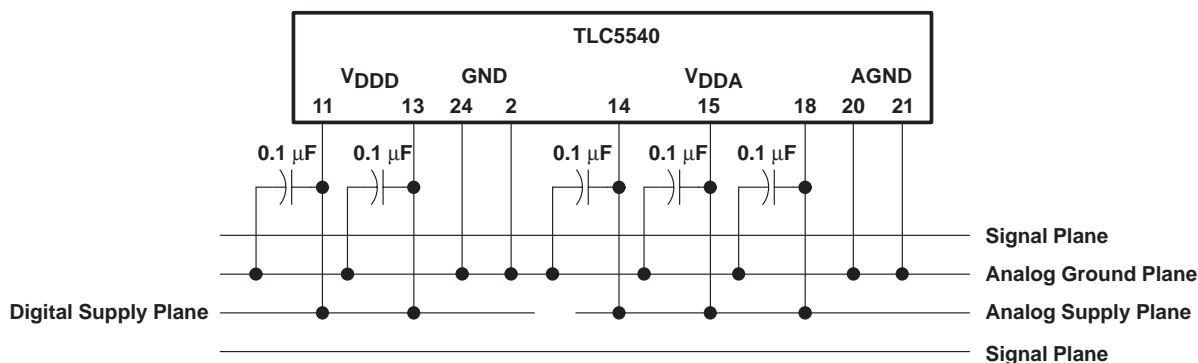 TLC5540
VDDD GND VDDA AGND
11 13 24 2 14 15 18 20 21
0.1 μF 0.1 μF 0.1 μF 0.1 μF 0.1 μF
Signal Plane
Analog Ground Plane
Digital Supply Plane Analog Supply Plane
Signal Plane